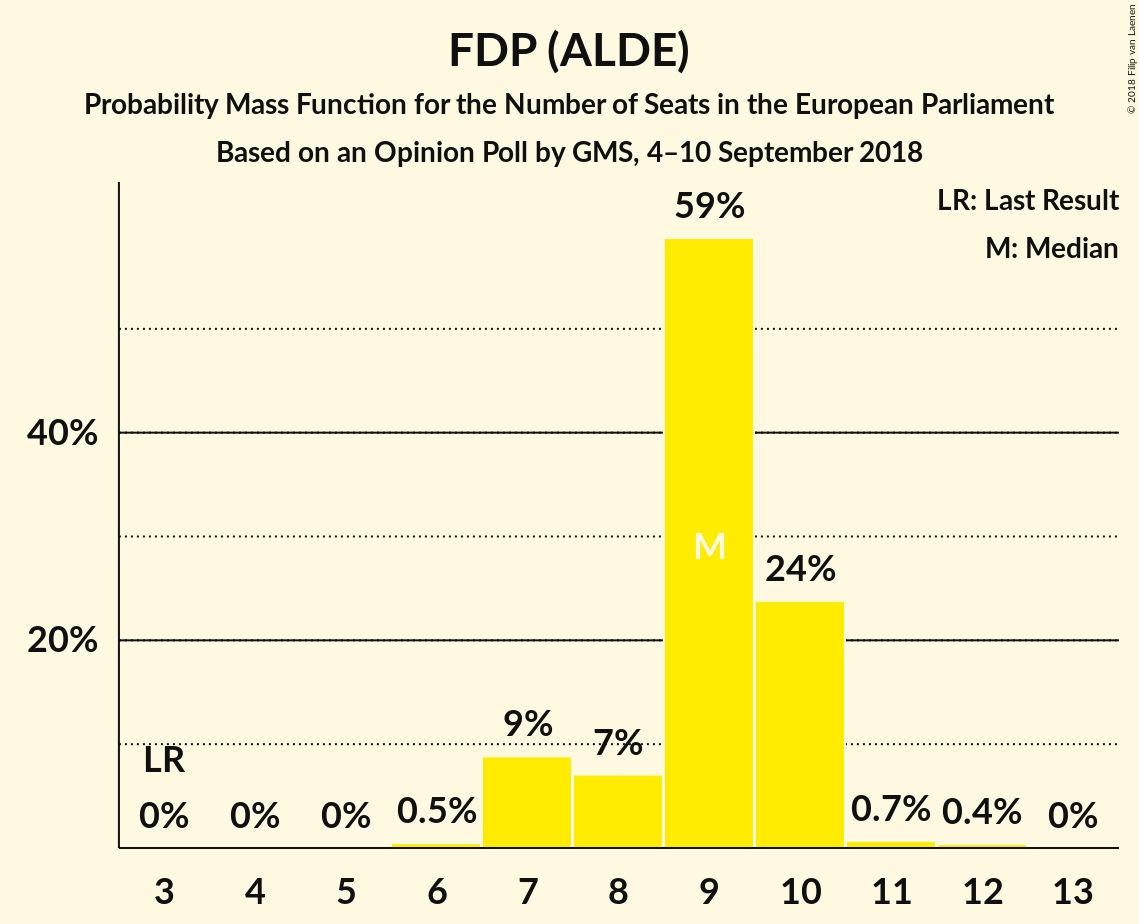 FDP (ALDE)
Probability Mass Function for the Number of Seats in the European Parliament
Based on an Opinion Poll by GMS, 4–10 September 2018
© 2018 Filip van Laenen
LR: Last Result
M: Median
59%
40%
M
24%
20%
9%
7%
LR
0%
0%
0%
0.5%
0.7%
0.4%
0%
3 4 5 6 7 8 9 10 11 12 13